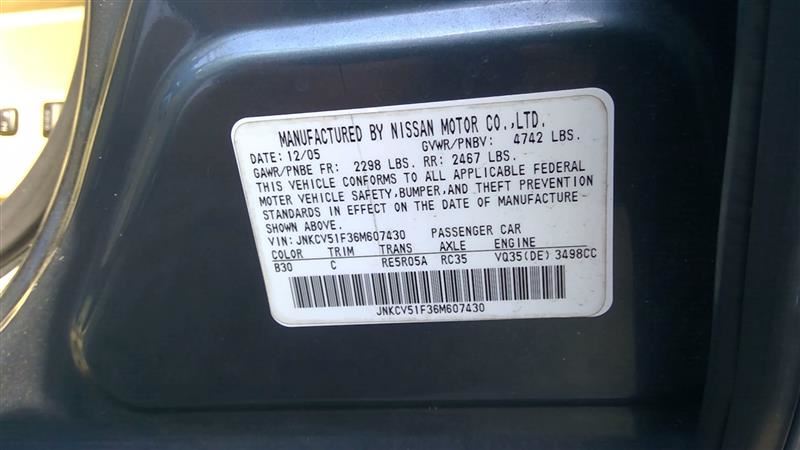 MANUFACTURED BY NISSAN MOTOR CO.,LTD.
DATE: 12/05 GVWR/PNBV: 4742 LBS.
GAWR/PNBE FR: 2298 LBS. RR: 2467 LBS.
THIS VEHICLE CONFORMS TO ALL APPLICABLE FEDERAL
MOTER VEHICLE SAFETY,BUMPER,AND THEFT PREVENTION
STANDARDS IN EFFECT ON THE DATE OF MANUFACTURE
SHOWN ABOVE.
VIN: JNKCV51F36M607430 PASSENGER CAR
COLOR TRIM TRANS AXLE ENGINE
B30 C RE5R05A RC35 VQ35(DE) 3498CC
JNKCV51F36M607430